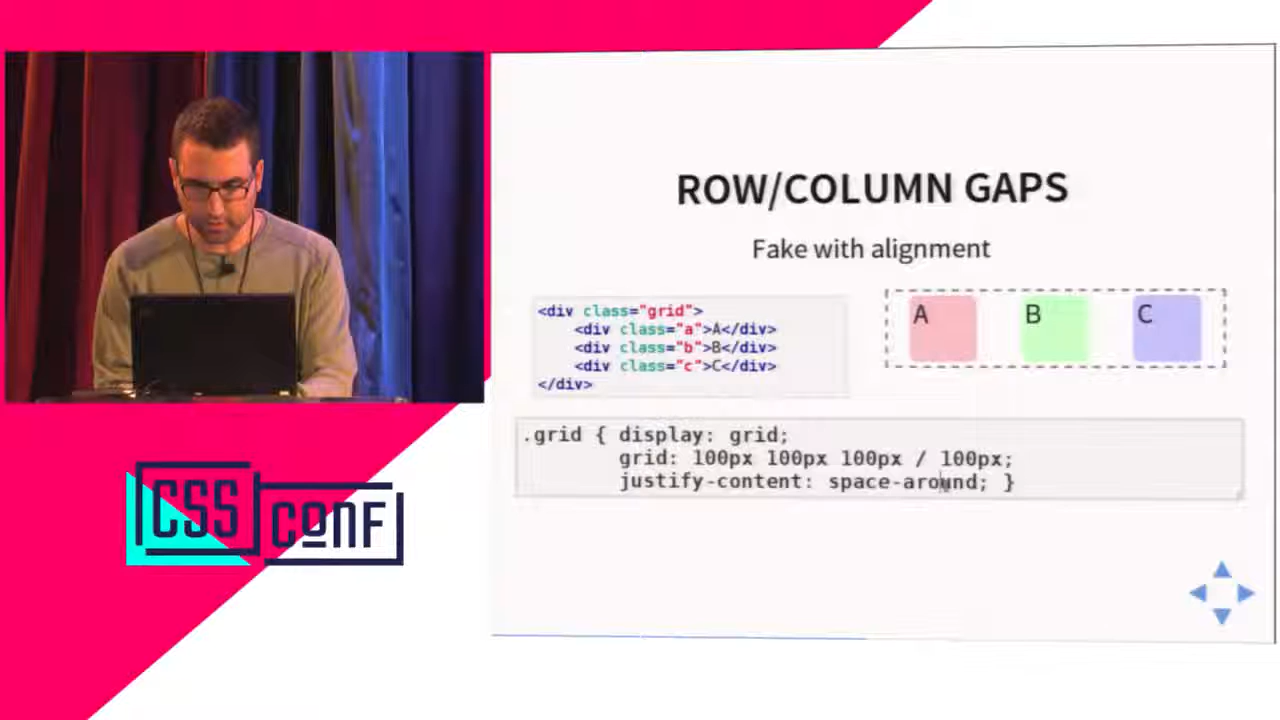 ROW/COLUMN GAPS
Fake with alignment
<div class="grid">
<div class="a">A</div>
<div class="b">B</div>
<div class="c">C</div>
</div>
A B C
.grid { display: grid;
grid: 100px 100px 100px / 100px;
justify-content: space-around; }
CSS
CONF